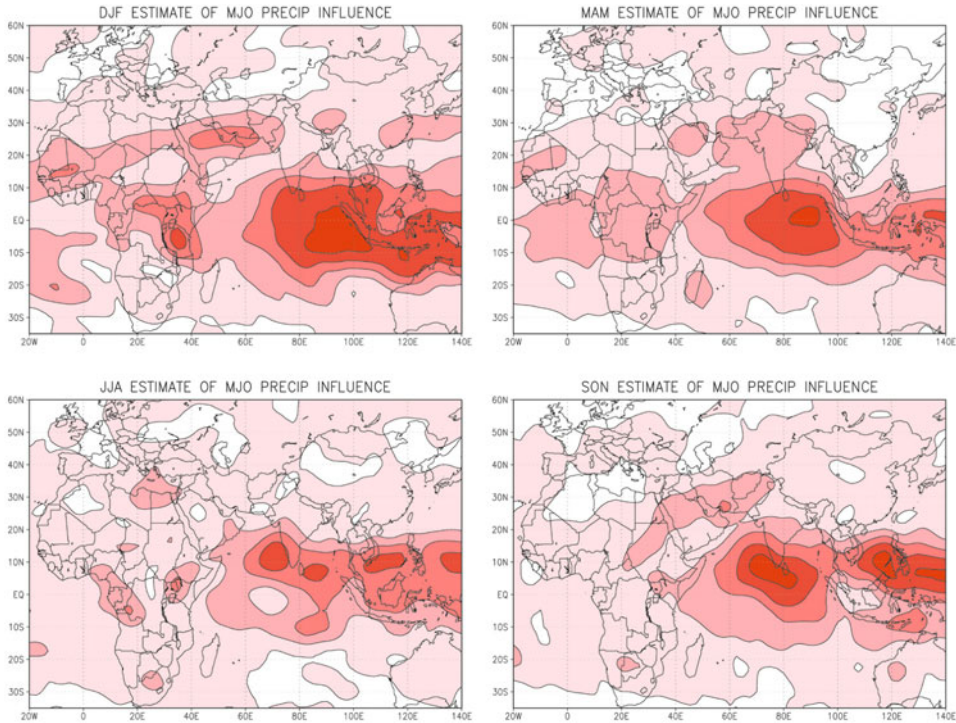 DJF ESTIMATE OF MJO PRECIP INFLUENCE
60N
50N
40N
30N
20N
10N
EQ
10S
20S
30S
20W 0 20E 40E 60E 80E 100E 120E 140E
MAM ESTIMATE OF MJO PRECIP INFLUENCE
60N
50N
40N
30N
20N
10N
EQ
10S
20S
30S
20W 0 20E 40E 60E 80E 100E 120E 140E
JJA ESTIMATE OF MJO PRECIP INFLUENCE
60N
50N
40N
30N
20N
10N
EQ
10S
20S
30S
20W 0 20E 40E 60E 80E 100E 120E 140E
SON ESTIMATE OF MJO PRECIP INFLUENCE
60N
50N
40N
30N
20N
10N
EQ
10S
20S
30S
20W 0 20E 40E 60E 80E 100E 120E 140E